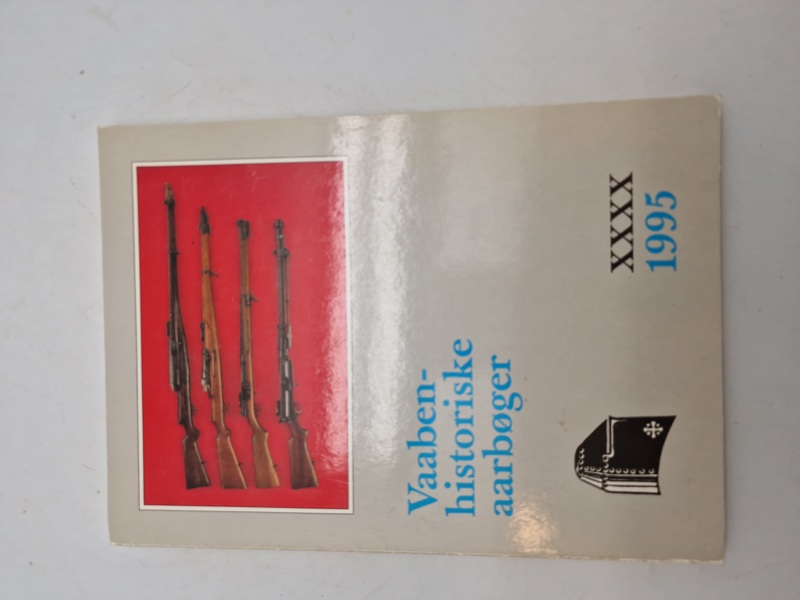 Vaaben-
historiske
aarbøger
XXXX
1995